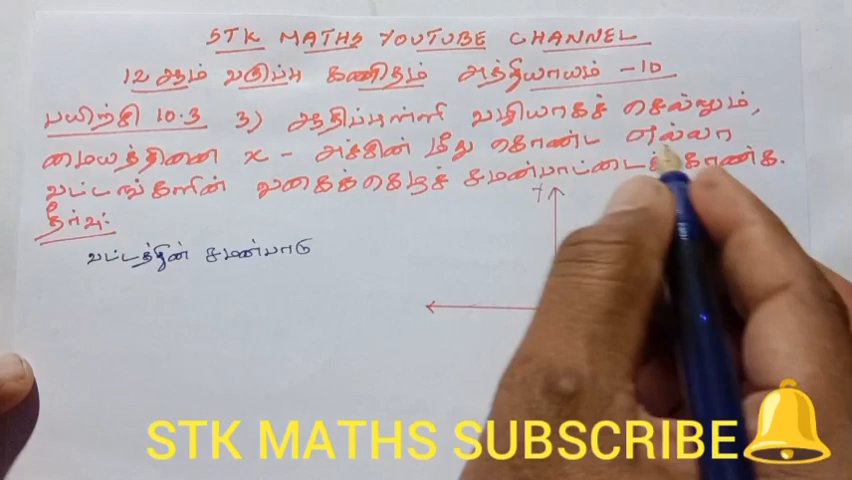 STK MATHS YOUTUBE CHANNEL
12 ஆம் வகுப்பு கணிதம் அத்தியாயம் - 10
பயிற்சி 10.3 3) ஆதிப்புள்ளி வழியாகச் செல்லும்,
மையத்தினை x - அச்சின் மீது கொண்ட எல்லா
வட்டங்களின் வகைக்கெழுச் சமன்பாட்டைக் காண்க.
தீர்வு:
வட்டத்தின் சமன்பாடு
STK MATHS SUBSCRIBE